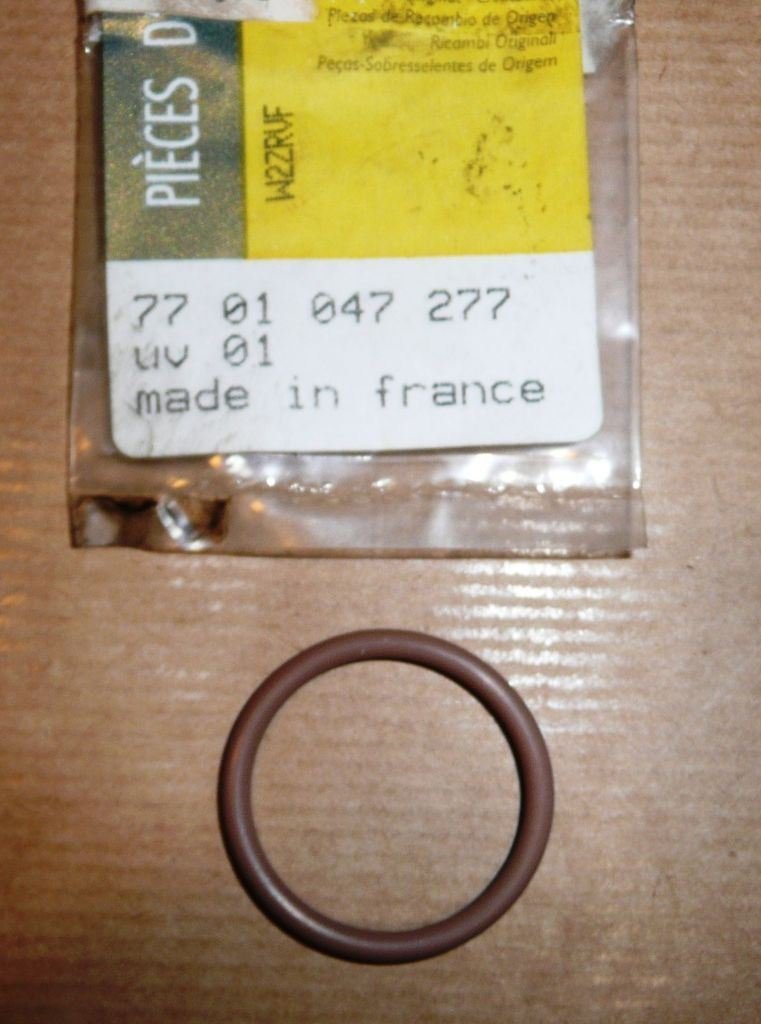 Piezas de Recambio de Origen
Ricambi Originali
Peças-Sobresselentes de Origem
PIÈCES D
W2ZRVF
77 01 047 277
uv 01
made in france